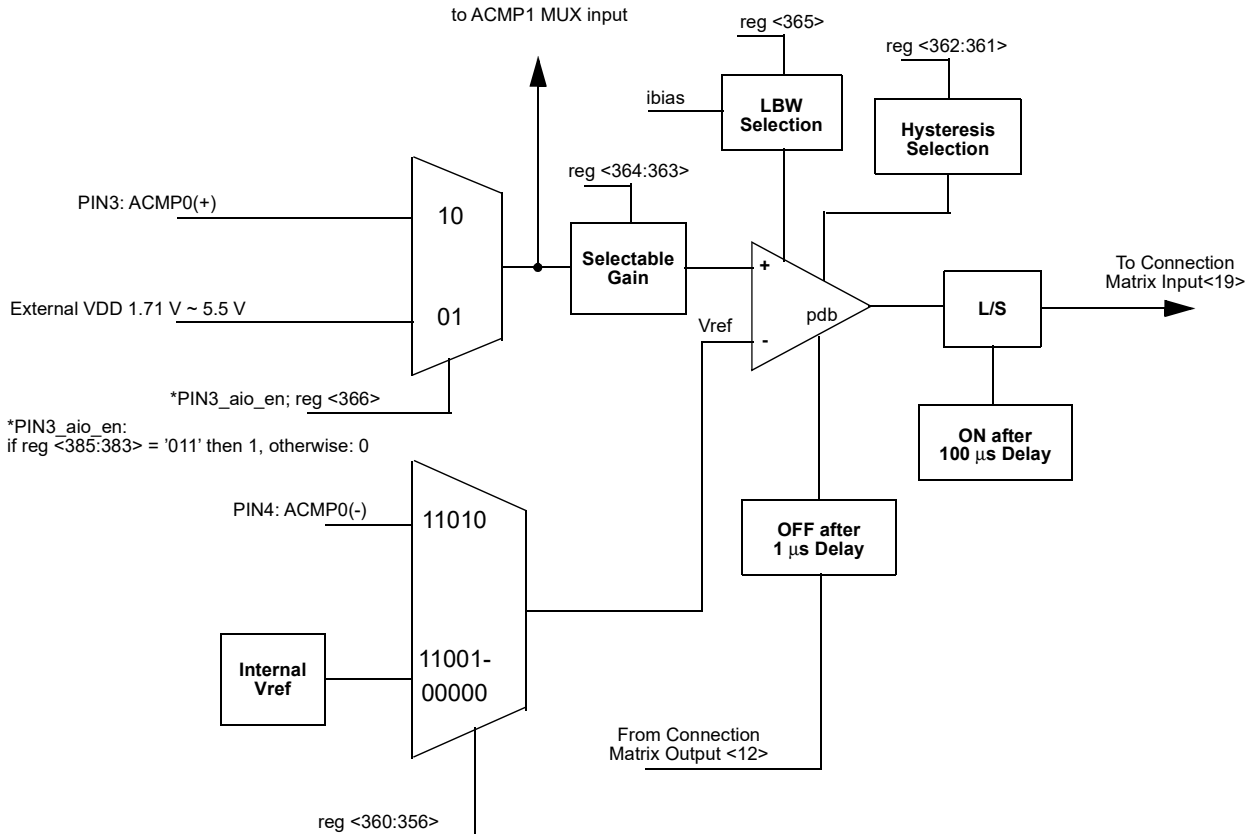 to ACMP1 MUX input
reg <365>
reg <362:361>
ibias
LBW
Selection
Hysteresis
Selection
reg <364:363>
PIN3: ACMP0(+)
10
Selectable
Gain
+
To Connection
Matrix Input<19>
External VDD 1.71 V ~ 5.5 V
01
Vref
pdb
-
L/S
*PIN3_aio_en; reg <366>
*PIN3_aio_en:
if reg <385:383> = '011' then 1, otherwise: 0
ON after
100 μs Delay
PIN4: ACMP0(-)
11010
OFF after
1 μs Delay
Internal
Vref
11001-
00000
From Connection
Matrix Output <12>
reg <360:356>